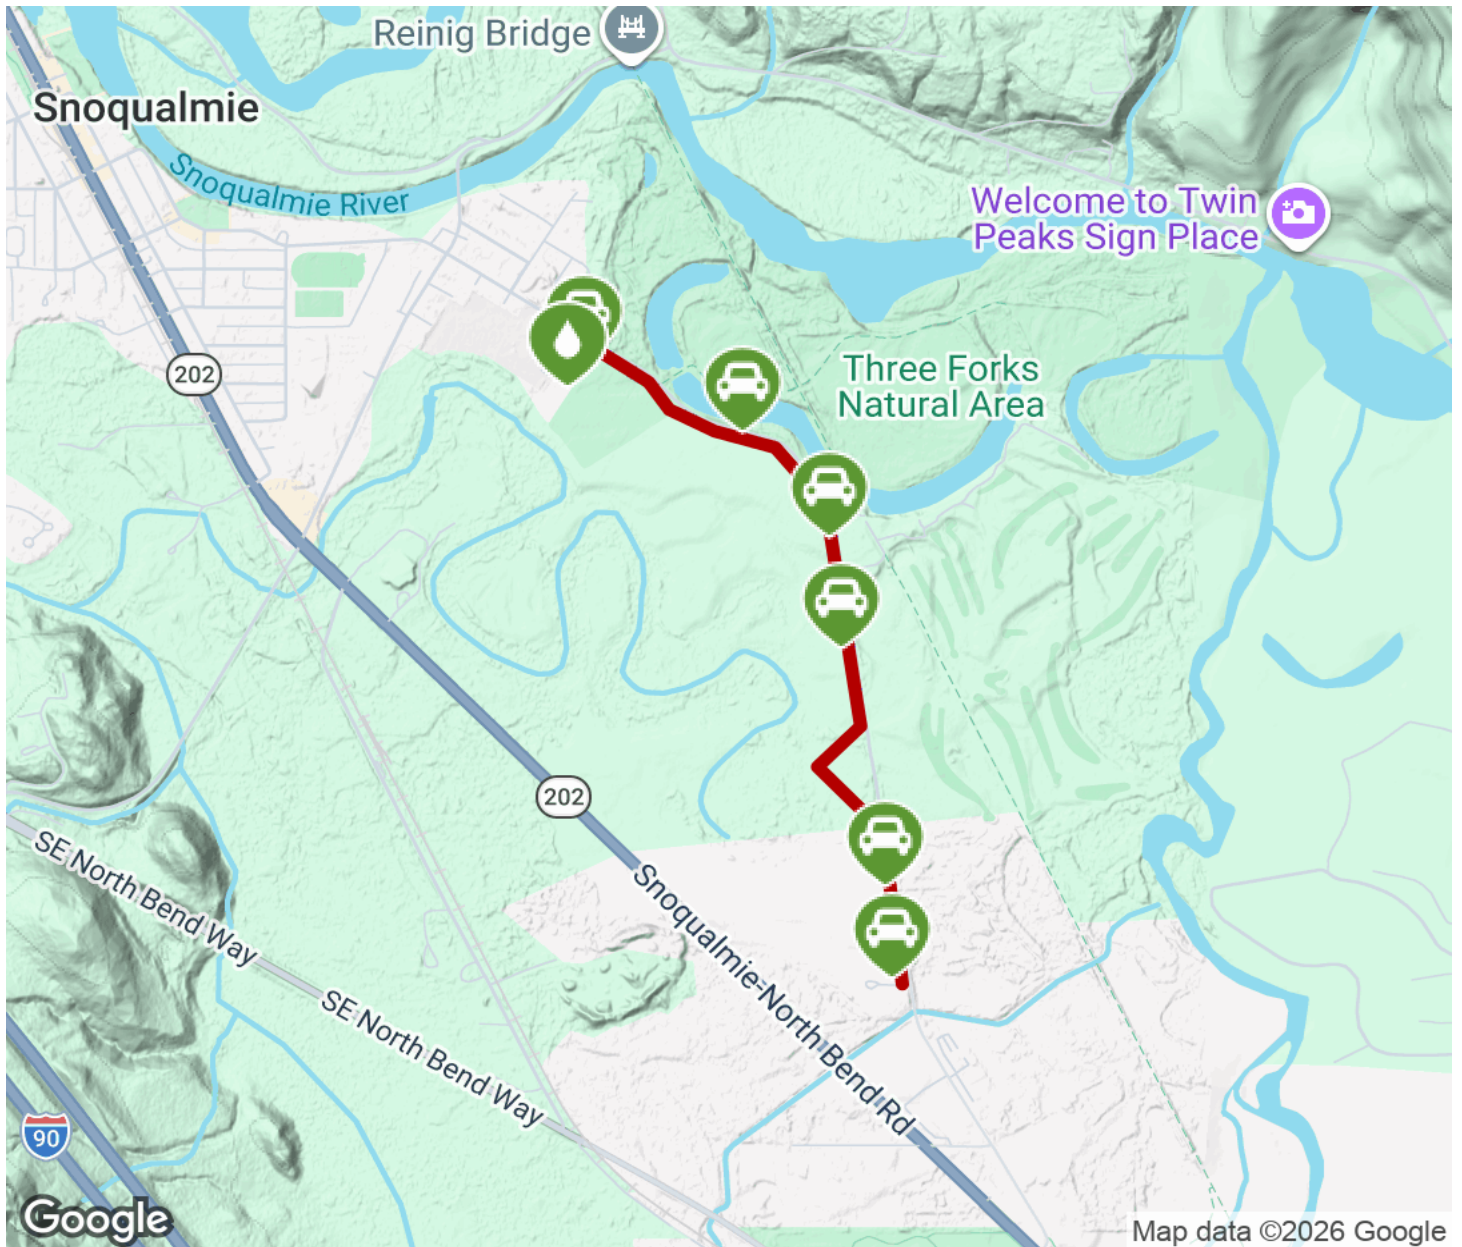 Reinig Bridge
Snoqualmie
Snoqualmie River
Welcome to Twin
Peaks Sign Place
202
Three Forks
Natural Area
202
SE North Bend Way
Snoqualmie-North Bend Rd
SE North Bend Way
90
Google
Map data ©2026 Google